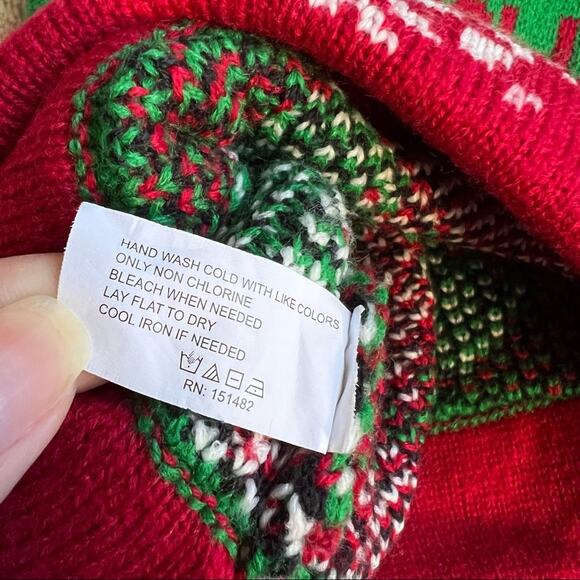 HAND WASH COLD WITH LIKE COLORS
ONLY NON CHLORINE
BLEACH WHEN NEEDED
LAY FLAT TO DRY
COOL IRON IF NEEDED
RN: 151482